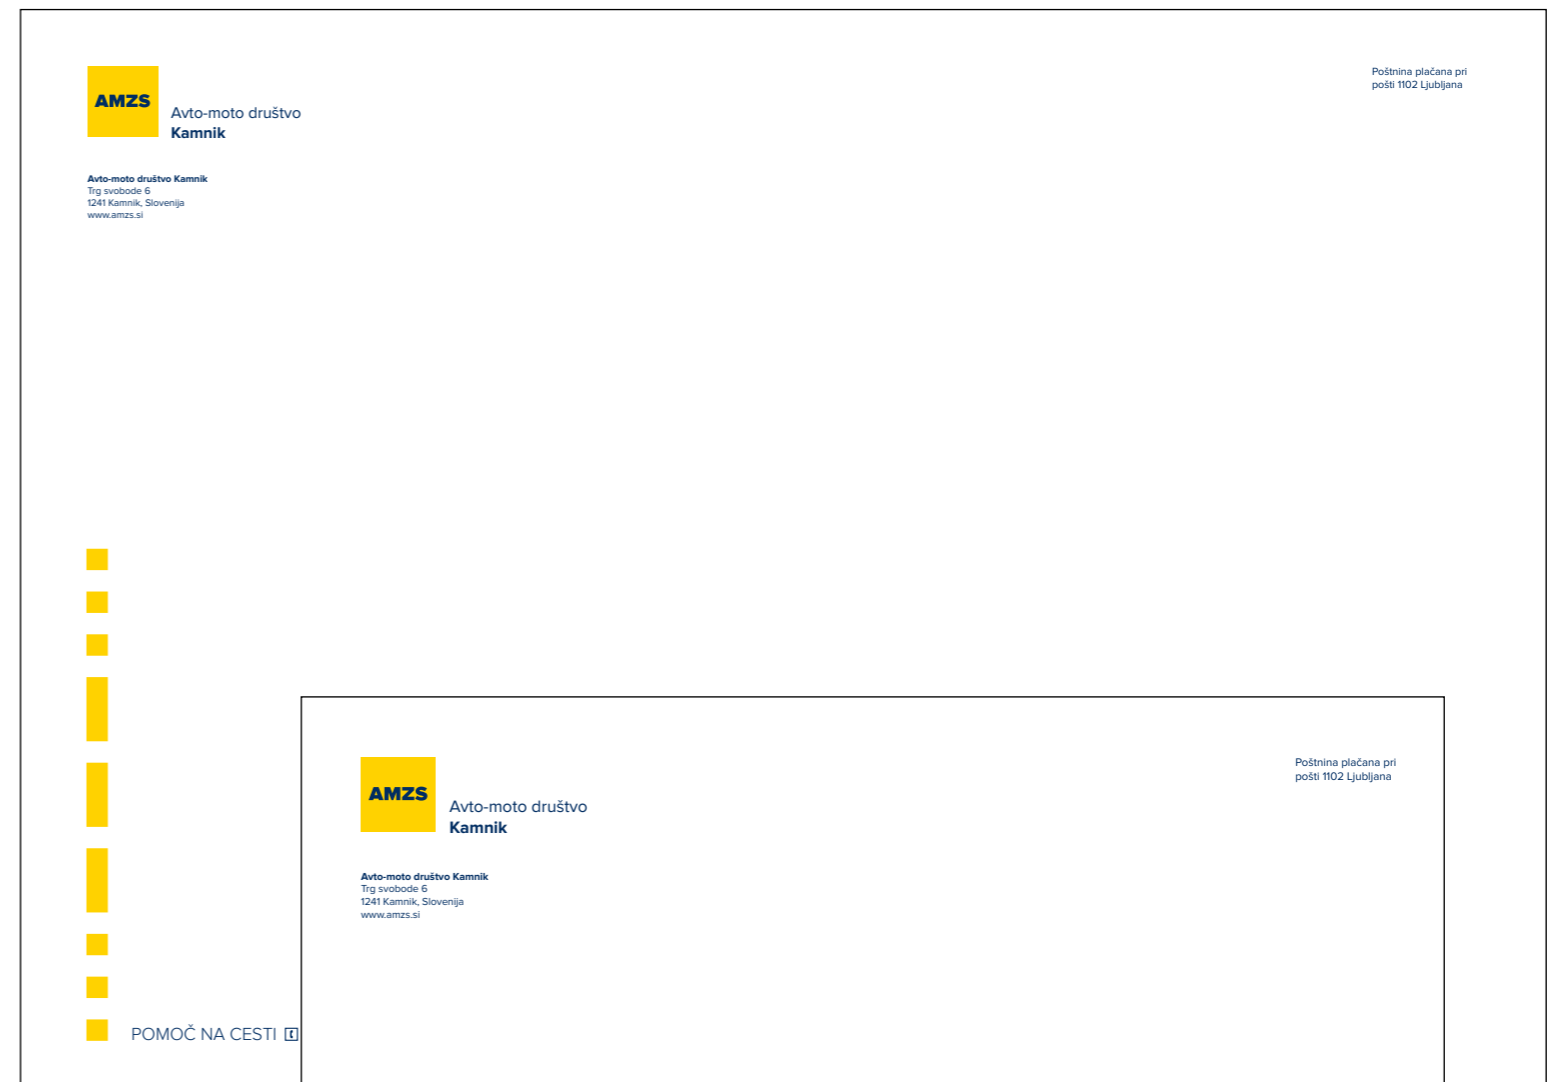 AMZS
Avto-moto društvo
Kamnik
Poštnina plačana pri
pošti 1102 Ljubljana
Avto-moto društvo Kamnik
Trg svobode 6
1241 Kamnik, Slovenija
www.amzs.si
POMOČ NA CESTI
AMZS
Avto-moto društvo
Kamnik
Poštnina plačana pri
pošti 1102 Ljubljana
Avto-moto društvo Kamnik
Trg svobode 6
1241 Kamnik, Slovenija
www.amzs.si